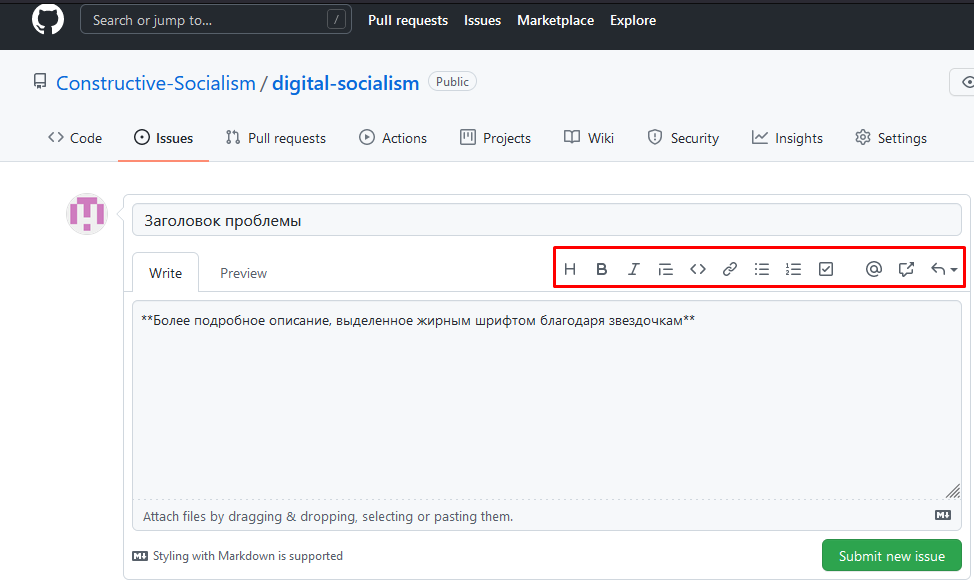 Search or jump to... /
Pull requests Issues Marketplace Explore
Constructive-Socialism / digital-socialism Public
Code Issues Pull requests Actions Projects Wiki Security Insights Settings
Заголовок проблемы
Write Preview
H B I @
**Более подробное описание, выделенное жирным шрифтом благодаря звездочкам**
Attach files by dragging & dropping, selecting or pasting them.
Styling with Markdown is supported
Submit new issue